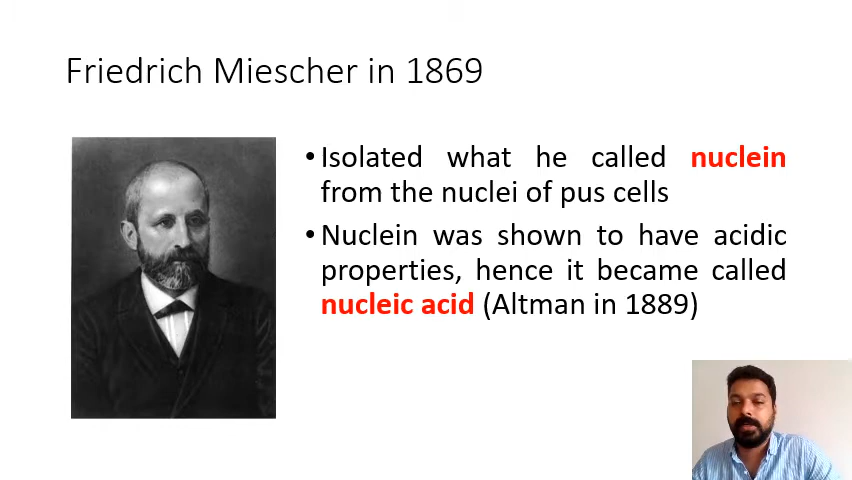 Friedrich Miescher in 1869
• Isolated what he called nuclein
from the nuclei of pus cells
• Nuclein was shown to have acidic
properties, hence it became called
nucleic acid (Altman in 1889)